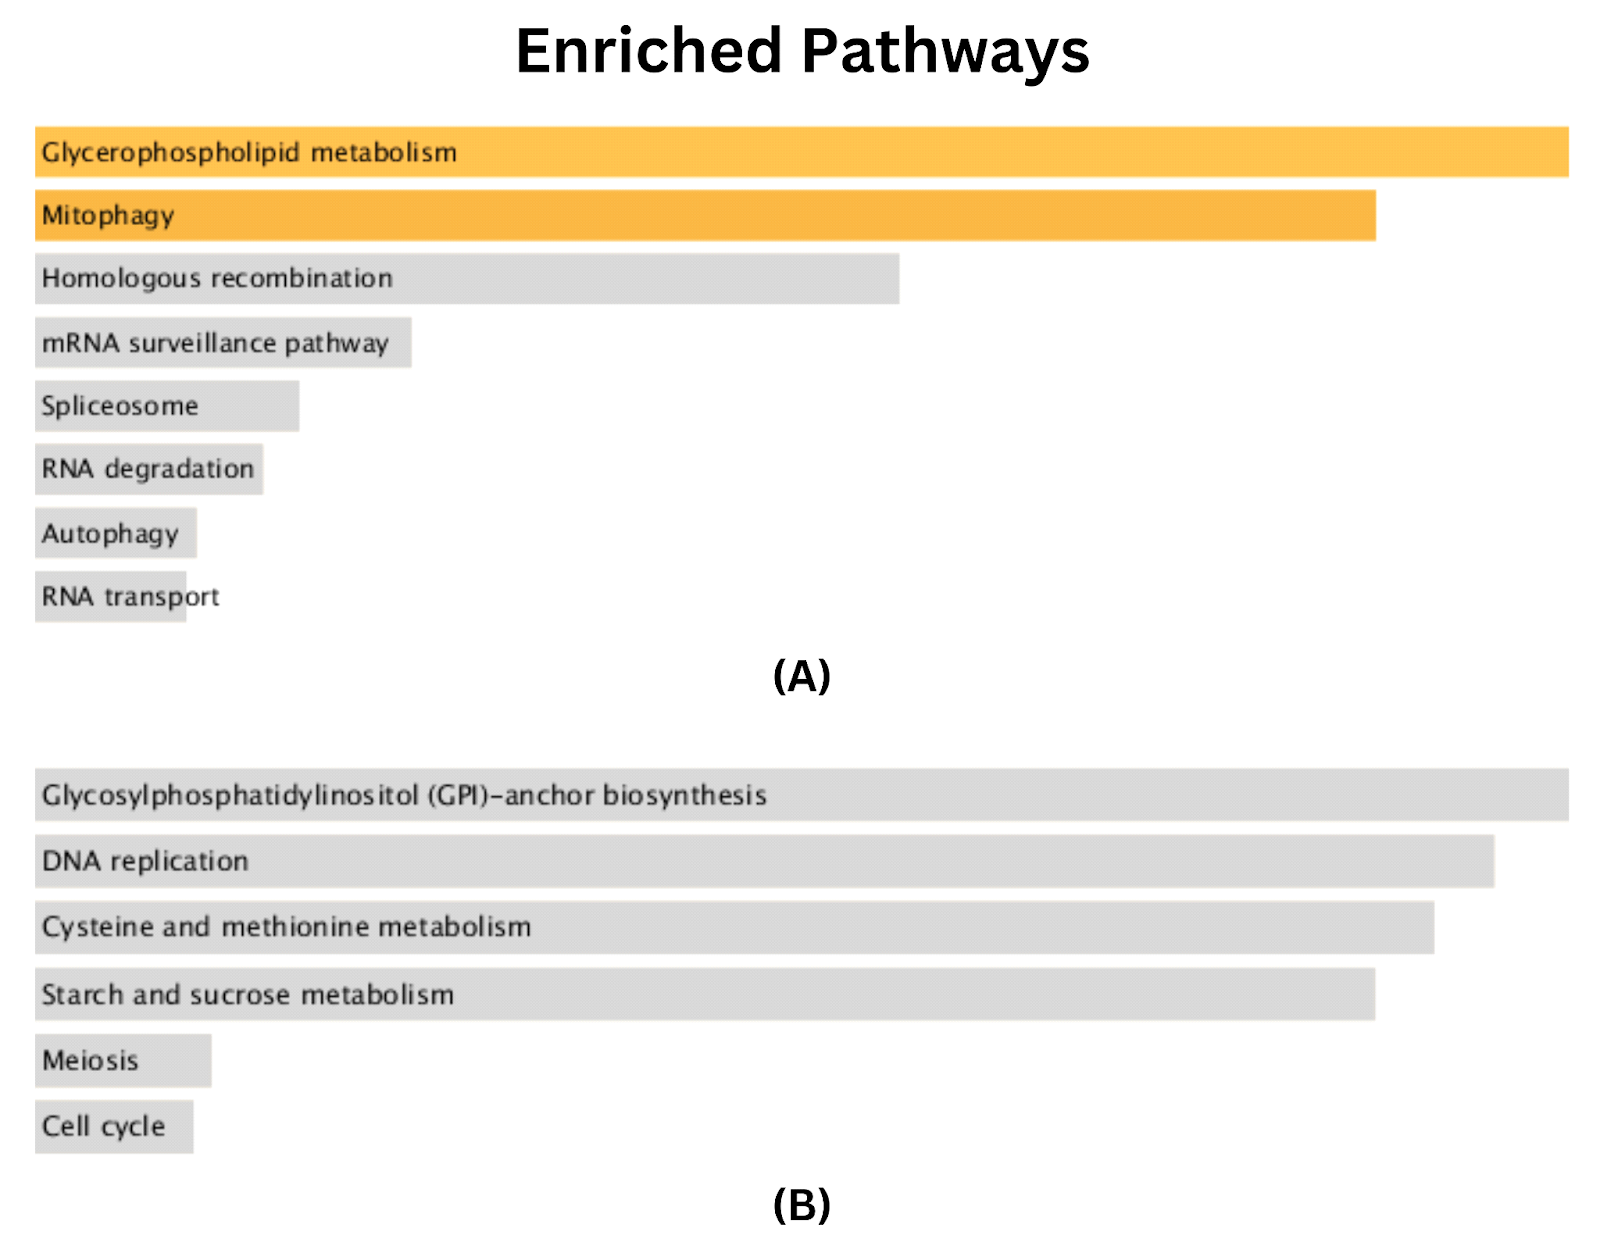 Enriched Pathways
Glycerophospholipid metabolism
Mitophagy
Homologous recombination
mRNA surveillance pathway
Spliceosome
RNA degradation
Autophagy
RNA transport
(A)
Glycosylphosphatidylinositol (GPI)−anchor biosynthesis
DNA replication
Cysteine and methionine metabolism
Starch and sucrose metabolism
Meiosis
Cell cycle
(B)